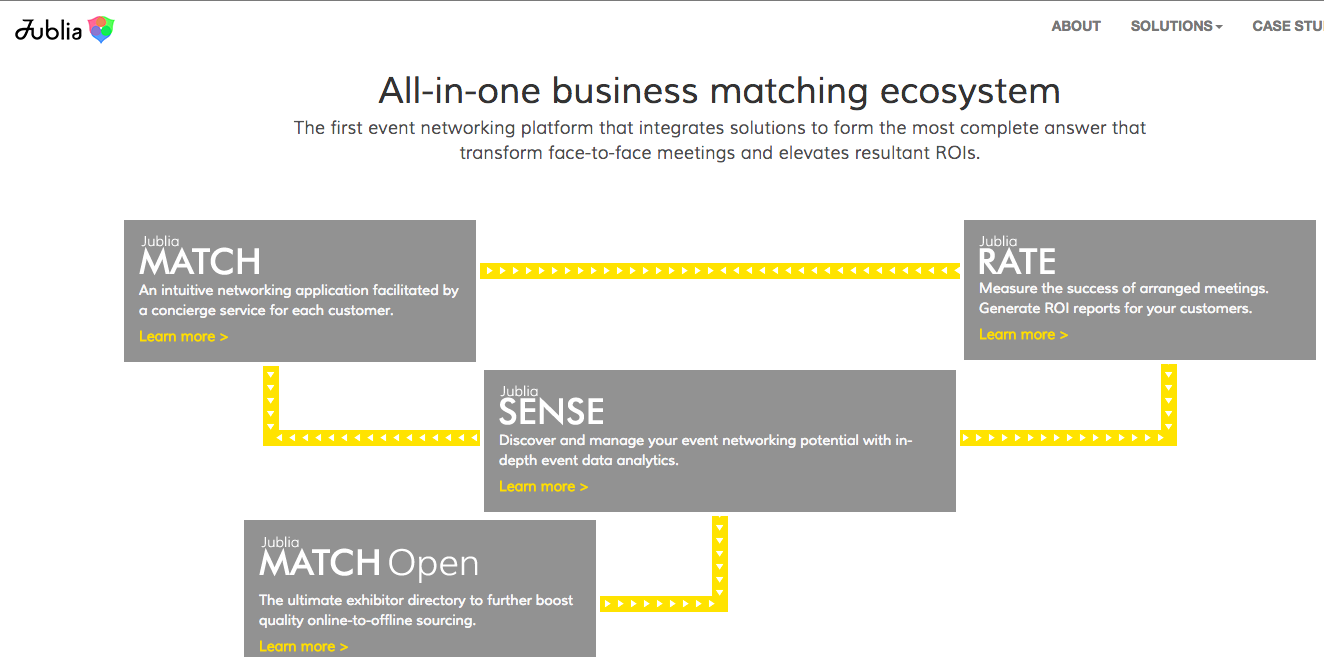 Jublia
ABOUT SOLUTIONS CASE STU
All-in-one business matching ecosystem
The first event networking platform that integrates solutions to form the most complete answer that
transform face-to-face meetings and elevates resultant ROIs.
Jublia
MATCH
An intuitive networking application facilitated by
a concierge service for each customer.
Learn more >
Jublia
RATE
Measure the success of arranged meetings.
Generate ROI reports for your customers.
Learn more >
Jublia
SENSE
Discover and manage your event networking potential with in-
depth event data analytics.
Learn more >
Jublia
MATCH Open
The ultimate exhibitor directory to further boost
quality online-to-offline sourcing.
Learn more >